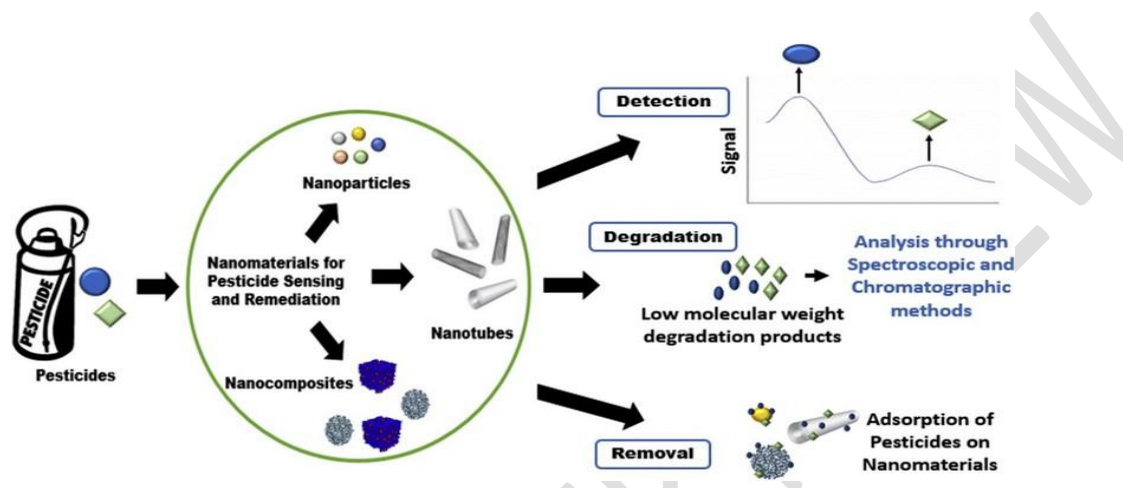 PESTICIDE
Pesticides
Nanomaterials for
Pesticide Sensing
and Remediation
Nanoparticles
Nanotubes
Nanocomposites
Detection
Signal
Degradation
Low molecular weight
degradation products
Analysis through
Spectroscopic and
Chromatographic
methods
Removal
Adsorption of
Pesticides on
Nanomaterials